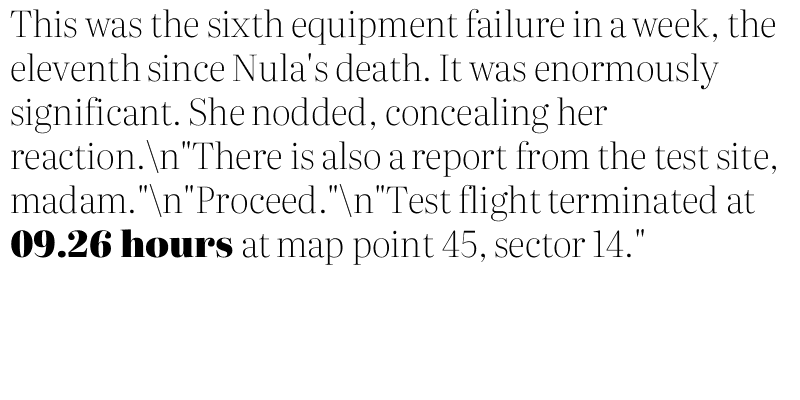 This was the sixth equipment failure in a week, the
eleventh since Nula's death. It was enormously
significant. She nodded, concealing her
reaction.\n"There is also a report from the test site,
madam."\n"Proceed."\n"Test flight terminated at
09.26 hours at map point 45, sector 14."